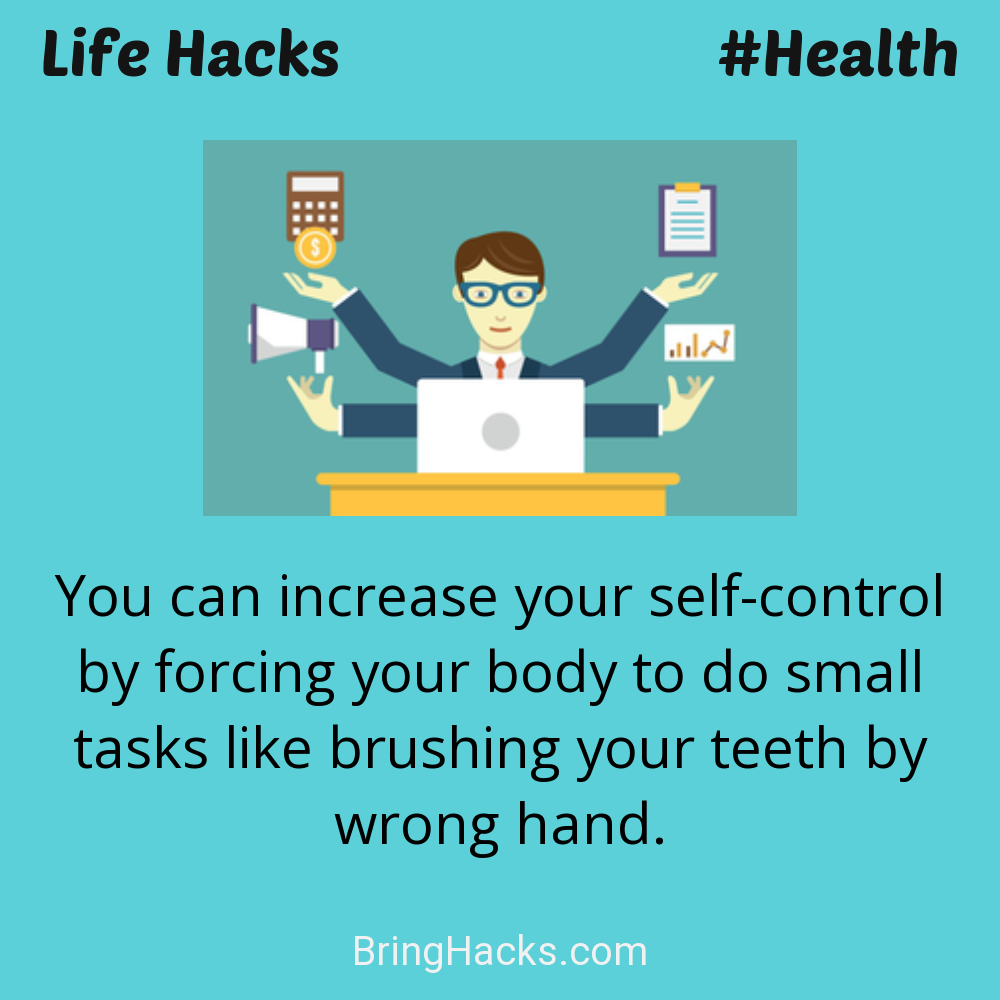 Life Hacks
#Health
$
You can increase your self-control
by forcing your body to do small
tasks like brushing your teeth by
wrong hand.
BringHacks.com